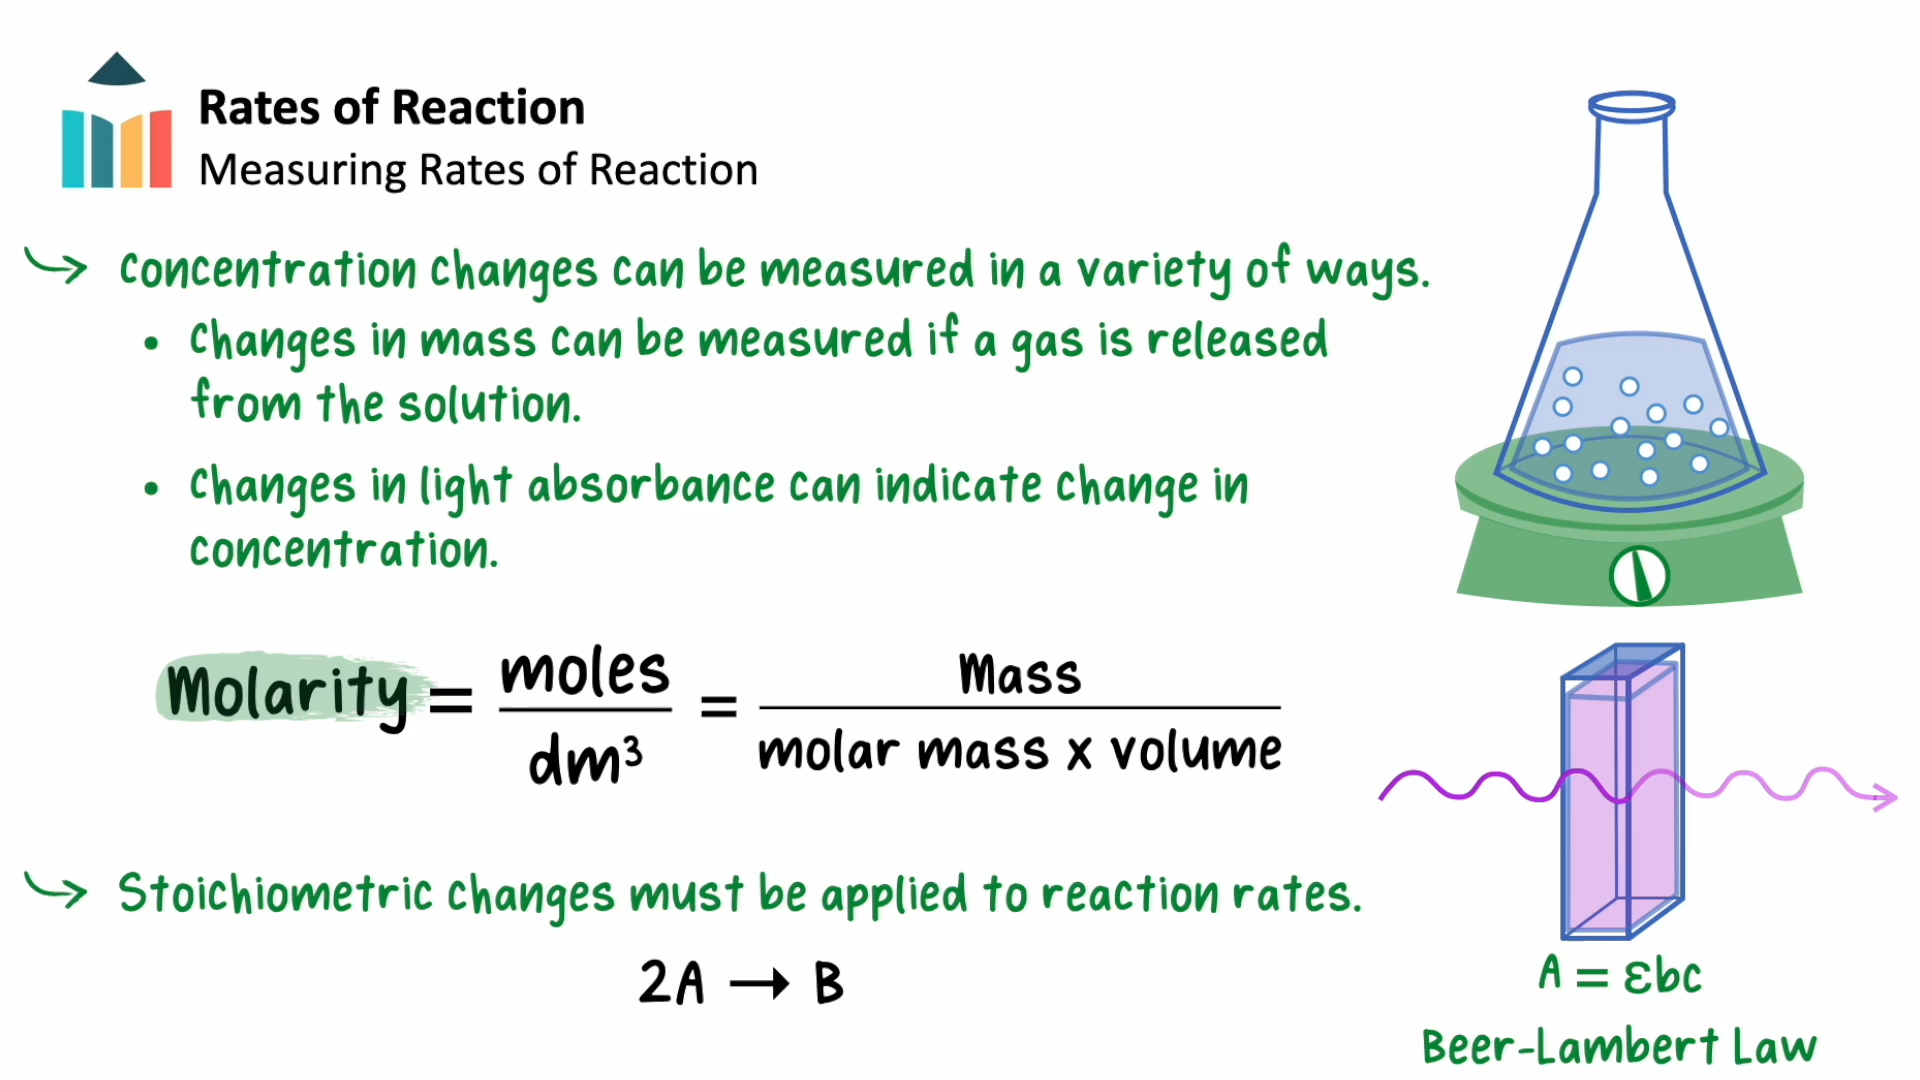 Rates of Reaction
Measuring Rates of Reaction
Concentration changes can be measured in a variety of ways.
• Changes in mass can be measured if a gas is released
from the solution.
• Changes in light absorbance can indicate change in
concentration.
Molarity = moles / dm³ = Mass / molar mass x volume
Stoichiometric changes must be applied to reaction rates.
2A → B
A = εbc
Beer-Lambert Law